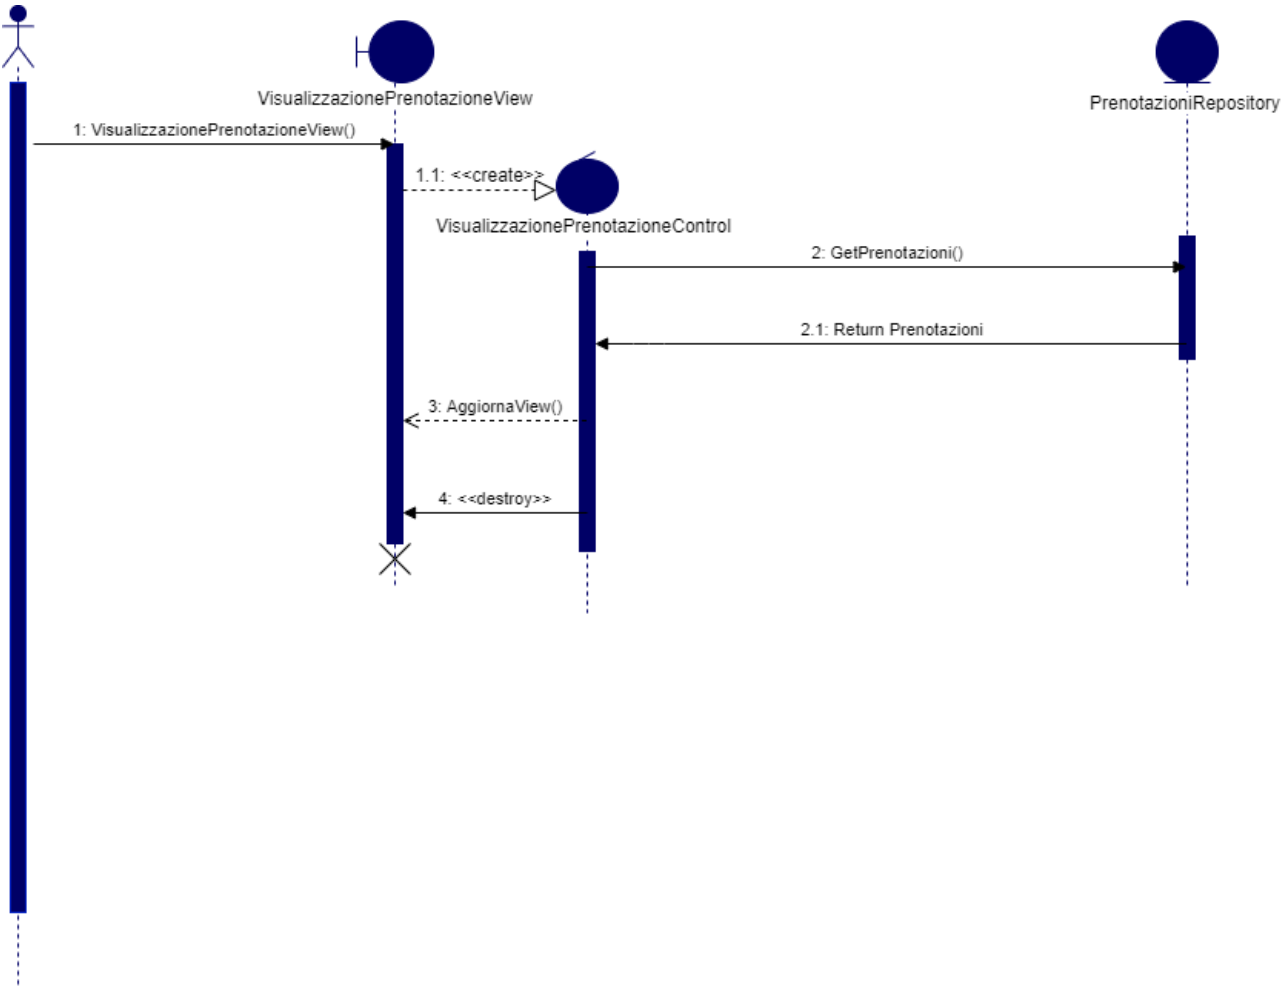 VisualizzazionePrenotazioneView
PrenotazioniRepository
1: VisualizzazionePrenotazioneView()
1.1: <<create>>
VisualizzazionePrenotazioneControl
2: GetPrenotazioni()
2.1: Return Prenotazioni
3: AggiornaView()
4: <<destroy>>